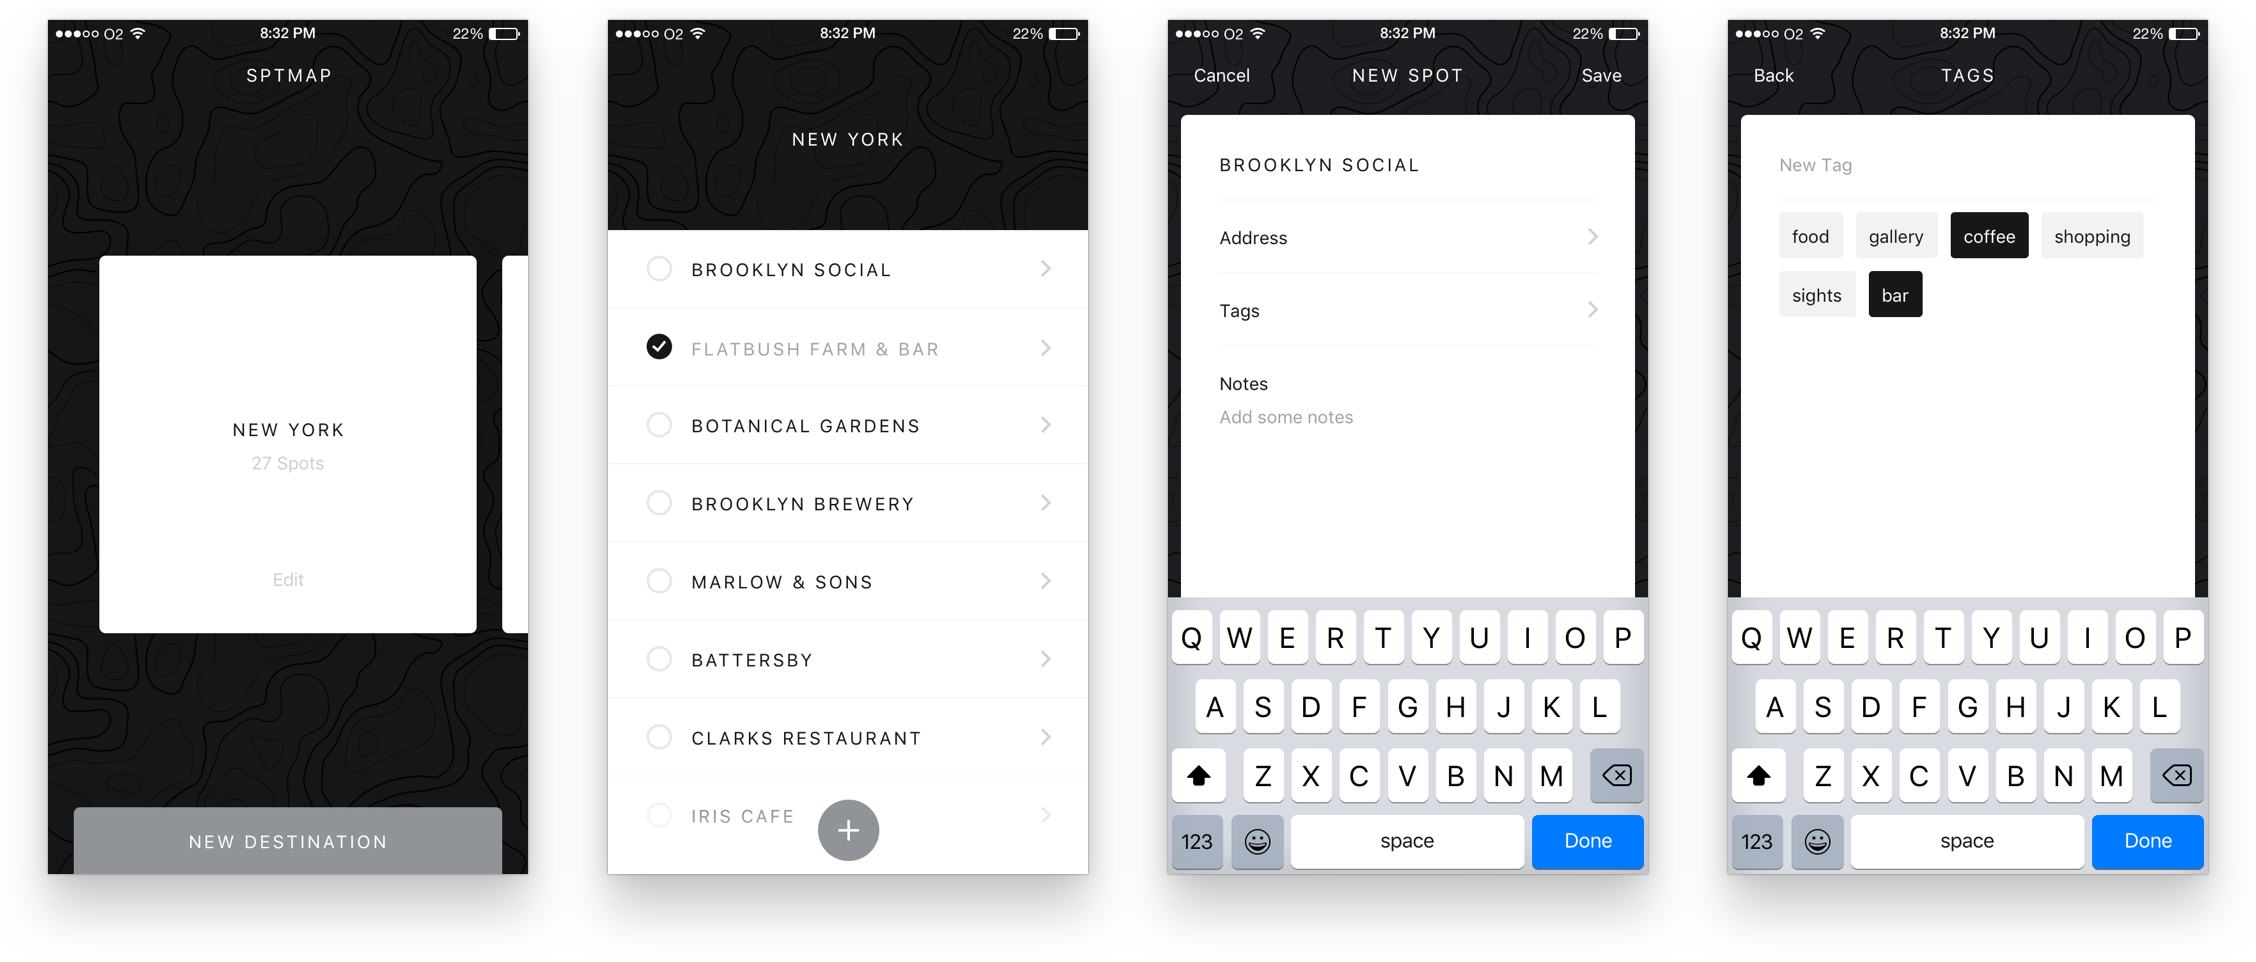 O2 8:32 PM 22%
SPTMAP
NEW YORK
27 Spots
Edit
NEW DESTINATION
O2 8:32 PM 22%
NEW YORK
BROOKLYN SOCIAL
FLATBUSH FARM & BAR
BOTANICAL GARDENS
BROOKLYN BREWERY
MARLOW & SONS
BATTERSBY
CLARKS RESTAURANT
IRIS CAFE
+
O2 8:32 PM 22%
Cancel NEW SPOT Save
BROOKLYN SOCIAL
Address
Tags
Notes
Add some notes
Q W E R T Y U I O P
A S D F G H J K L
Z X C V B N M
123 space Done
O2 8:32 PM 22%
Back TAGS
New Tag
food gallery coffee shopping
sights bar
Q W E R T Y U I O P
A S D F G H J K L
Z X C V B N M
123 space Done